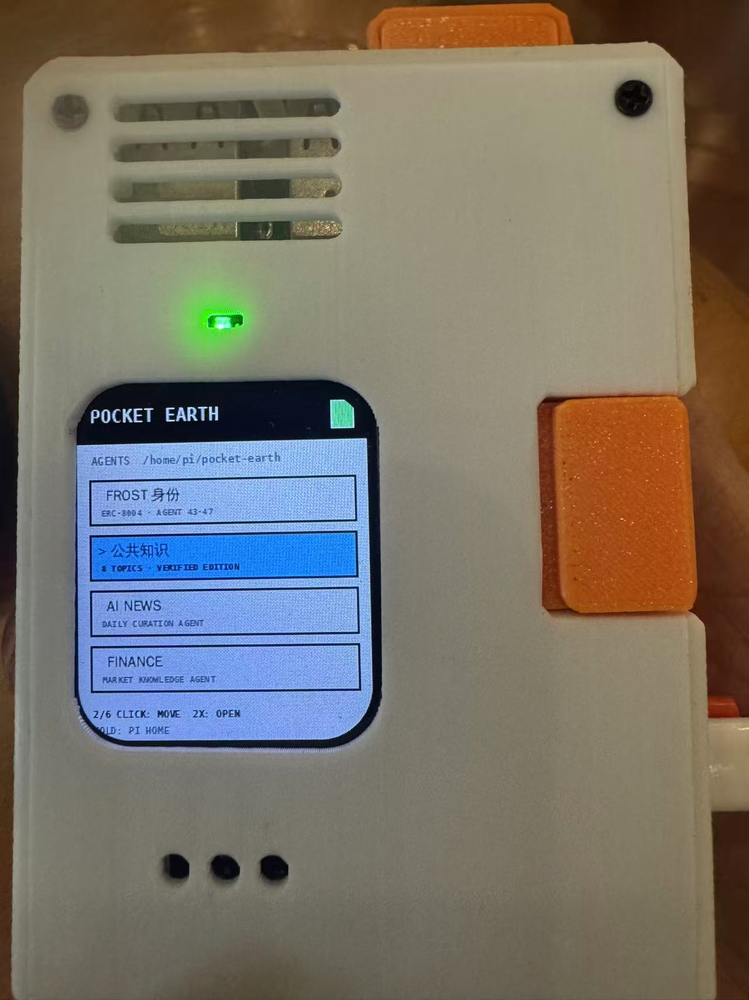 POCKET EARTH
AGENTS /home/pi/pocket-earth
FROST 身份
ERC-8004 - AGENT 43-47
> 公共知识
8 TOPICS - VERIFIED EDITION
AI NEWS
DAILY CURATION AGENT
FINANCE
MARKET KNOWLEDGE AGENT
2/6 CLICK: MOVE 2X: OPEN
OLD: PI HOME